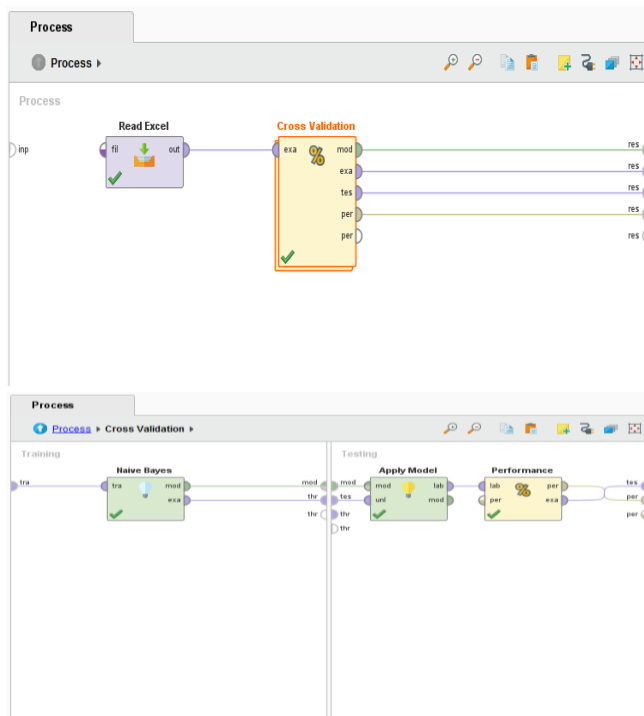 Process
Process
Process
Read Excel
Cross Validation
inp
fil
out
exa
mod
exa
tes
per
per
res
res
res
res
res
Process
Process Cross Validation
Training
Testing
Naive Bayes
Apply Model
Performance
tra
tra
mod
exa
mod
thr
thr
mod
tes
thr
thr
mod
unl
lab
mod
lab
per
per
exa
tes
per
per